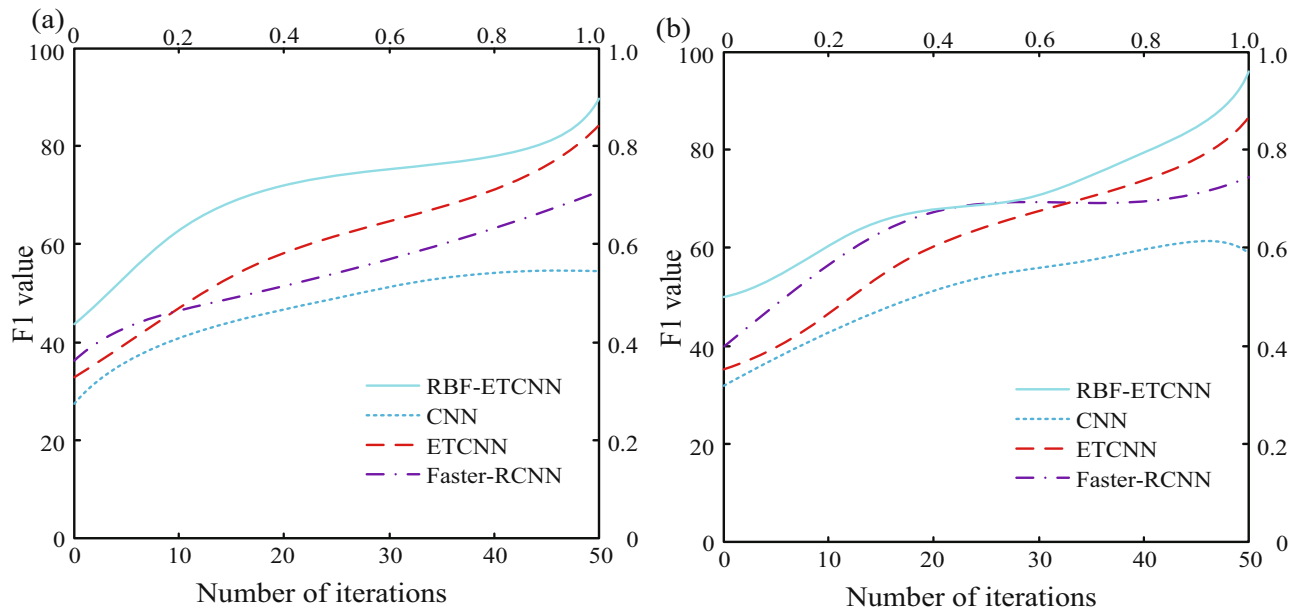 (a)
0 0.2 0.4 0.6 0.8 1.0
100 80 60 40 20 0
F1 value
1.0 0.8 0.6 0.4 0.2 0
RBF-ETCNN
CNN
ETCNN
Faster-RCNN
0 10 20 30 40 50
Number of iterations
(b)
0 0.2 0.4 0.6 0.8 1.0
100 80 60 40 20 0
F1 value
1.0 0.8 0.6 0.4 0.2 0
RBF-ETCNN
CNN
ETCNN
Faster-RCNN
0 10 20 30 40 50
Number of iterations